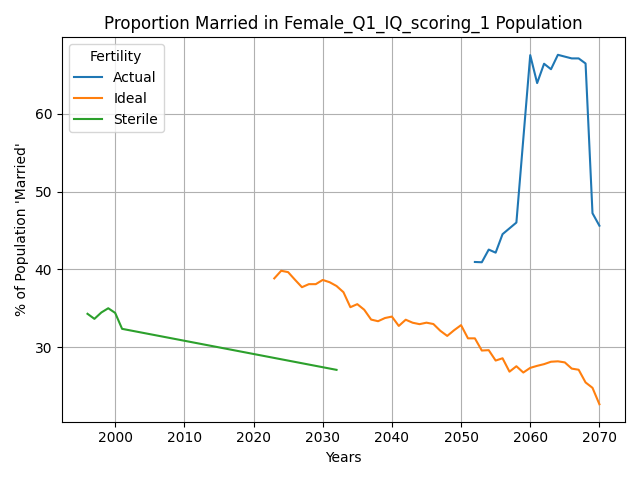 Proportion Married in Female_Q1_IQ_scoring_1 Population
Fertility
Actual
Ideal
Sterile
% of Population 'Married'
60
50
40
30
2000 2010 2020 2030 2040 2050 2060 2070
Years